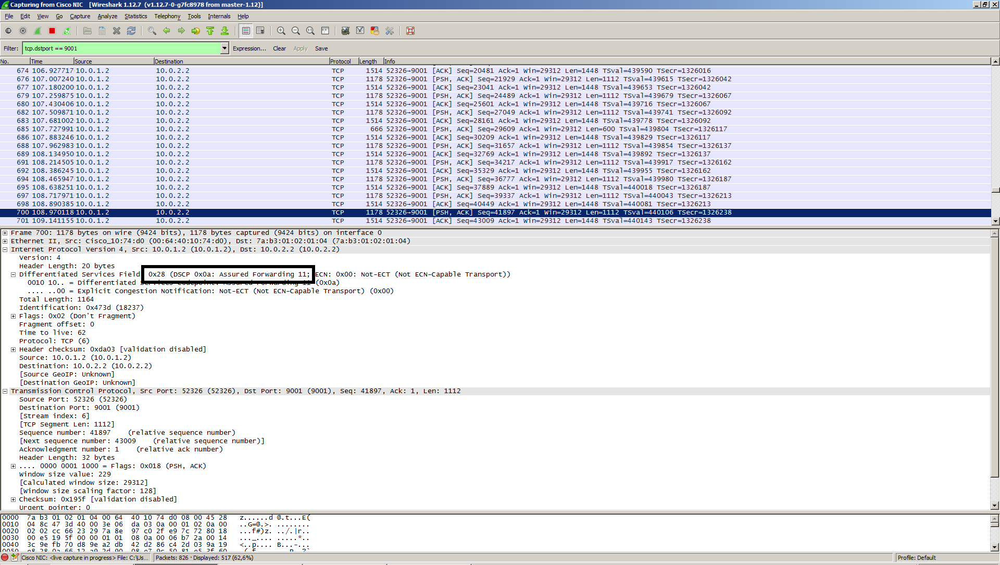 Capturing from Cisco NIC [Wireshark 1.12.7 (v1.12.7-0-g7fc8978 from master-1.12)]
File Edit View Go Capture Analyze Statistics Telephony Tools Internals Help
Filter: tcp.dstport == 9001 Expression... Clear Apply Save
No. Time Source Destination Protocol Length Info
674 106.927717 10.0.1.2 10.0.2.2 TCP 1514 52326→9001 [ACK] Seq=20481 Ack=1 Win=29312 Len=1448 TSval=439590 TSecr=1326016
676 107.007240 10.0.1.2 10.0.2.2 TCP 1178 52326→9001 [PSH, ACK] Seq=21929 Ack=1 Win=29312 Len=1112 TSval=439615 TSecr=1326042
677 107.180200 10.0.1.2 10.0.2.2 TCP 1514 52326→9001 [ACK] Seq=23041 Ack=1 Win=29312 Len=1448 TSval=439653 TSecr=1326042
679 107.259875 10.0.1.2 10.0.2.2 TCP 1178 52326→9001 [PSH, ACK] Seq=24489 Ack=1 Win=29312 Len=1112 TSval=439679 TSecr=1326067
680 107.430406 10.0.1.2 10.0.2.2 TCP 1514 52326→9001 [ACK] Seq=25601 Ack=1 Win=29312 Len=1448 TSval=439716 TSecr=1326067
682 107.509871 10.0.1.2 10.0.2.2 TCP 1178 52326→9001 [PSH, ACK] Seq=27049 Ack=1 Win=29312 Len=1112 TSval=439741 TSecr=1326092
683 107.681002 10.0.1.2 10.0.2.2 TCP 1514 52326→9001 [ACK] Seq=28161 Ack=1 Win=29312 Len=1448 TSval=439778 TSecr=1326092
685 107.727991 10.0.1.2 10.0.2.2 TCP 666 52326→9001 [PSH, ACK] Seq=29609 Ack=1 Win=29312 Len=600 TSval=439804 TSecr=1326117
686 107.883246 10.0.1.2 10.0.2.2 TCP 1514 52326→9001 [ACK] Seq=30209 Ack=1 Win=29312 Len=1448 TSval=439829 TSecr=1326117
688 107.962983 10.0.1.2 10.0.2.2 TCP 1178 52326→9001 [PSH, ACK] Seq=31657 Ack=1 Win=29312 Len=1112 TSval=439854 TSecr=1326137
689 108.134950 10.0.1.2 10.0.2.2 TCP 1514 52326→9001 [ACK] Seq=32769 Ack=1 Win=29312 Len=1448 TSval=439892 TSecr=1326137
691 108.214505 10.0.1.2 10.0.2.2 TCP 1178 52326→9001 [PSH, ACK] Seq=34217 Ack=1 Win=29312 Len=1112 TSval=439917 TSecr=1326162
692 108.386245 10.0.1.2 10.0.2.2 TCP 1514 52326→9001 [ACK] Seq=35329 Ack=1 Win=29312 Len=1448 TSval=439955 TSecr=1326162
694 108.465947 10.0.1.2 10.0.2.2 TCP 1178 52326→9001 [PSH, ACK] Seq=36777 Ack=1 Win=29312 Len=1112 TSval=439980 TSecr=1326187
695 108.638251 10.0.1.2 10.0.2.2 TCP 1514 52326→9001 [ACK] Seq=37889 Ack=1 Win=29312 Len=1448 TSval=440018 TSecr=1326187
697 108.717971 10.0.1.2 10.0.2.2 TCP 1178 52326→9001 [PSH, ACK] Seq=39337 Ack=1 Win=29312 Len=1112 TSval=440043 TSecr=1326213
698 108.890385 10.0.1.2 10.0.2.2 TCP 1514 52326→9001 [ACK] Seq=40449 Ack=1 Win=29312 Len=1448 TSval=440081 TSecr=1326213
700 108.970118 10.0.1.2 10.0.2.2 TCP 1178 52326→9001 [PSH, ACK] Seq=41897 Ack=1 Win=29312 Len=1112 TSval=440106 TSecr=1326238
701 109.141155 10.0.1.2 10.0.2.2 TCP 1514 52326→9001 [ACK] Seq=43009 Ack=1 Win=29312 Len=1448 TSval=440143 TSecr=1326238
Frame 700: 1178 bytes on wire (9424 bits), 1178 bytes captured (9424 bits) on interface 0
Ethernet II, Src: Cisco_10:74:d0 (00:64:40:10:74:d0), Dst: 7a:b3:01:02:01:04 (7a:b3:01:02:01:04)
Internet Protocol Version 4, Src: 10.0.1.2 (10.0.1.2), Dst: 10.0.2.2 (10.0.2.2)
Version: 4
Header Length: 20 bytes
Differentiated Services Field 0x28 (DSCP 0x0a: Assured Forwarding 11; ECN: 0x00: Not-ECT (Not ECN-Capable Transport))
0010 10.. = Differentiated Services Codepoint: Assured Forwarding 11 (0x0a)
.... ..00 = Explicit Congestion Notification: Not-ECT (Not ECN-Capable Transport) (0x00)
Total Length: 1164
Identification: 0x473d (18237)
Flags: 0x02 (Don't Fragment)
Fragment offset: 0
Time to live: 62
Protocol: TCP (6)
Header checksum: 0xda03 [validation disabled]
Source: 10.0.1.2 (10.0.1.2)
Destination: 10.0.2.2 (10.0.2.2)
[Source GeoIP: Unknown]
[Destination GeoIP: Unknown]
Transmission Control Protocol, Src Port: 52326 (52326), Dst Port: 9001 (9001), Seq: 41897, Ack: 1, Len: 1112
Source Port: 52326 (52326)
Destination Port: 9001 (9001)
[Stream index: 6]
[TCP Segment Len: 1112]
Sequence number: 41897 (relative sequence number)
[Next sequence number: 43009 (relative sequence number)]
Acknowledgment number: 1 (relative ack number)
Header Length: 32 bytes
.... 0000 0001 1000 = Flags: 0x018 (PSH, ACK)
Window size value: 229
[Calculated window size: 29312]
[Window size scaling factor: 128]
Checksum: 0x195f [validation disabled]
Urgent pointer: 0
0000 7a b3 01 02 01 04 00 64 40 10 74 d0 08 00 45 28 z......d @.t...E(
0010 04 8c 47 3d 40 00 3e 06 da 03 0a 00 01 02 0a 00 ..G=@.>. ........
0020 02 02 cc 66 23 29 7a 8e 97 c0 2f e9 7c 72 80 18 ...f#)z. ../.|r..
0030 00 e5 19 5f 00 00 01 01 08 0a 00 06 b7 2a 00 14 ..._.... .....*..
0040 3c 9e fb 70 d8 9e a2 db 42 d2 86 c4 2d 03 9a 19 <..p.... B...-...
Cisco NIC: <live capture in progress> File: C:\Us... Packets: 826 · Displayed: 517 (62,6%) Profile: Default